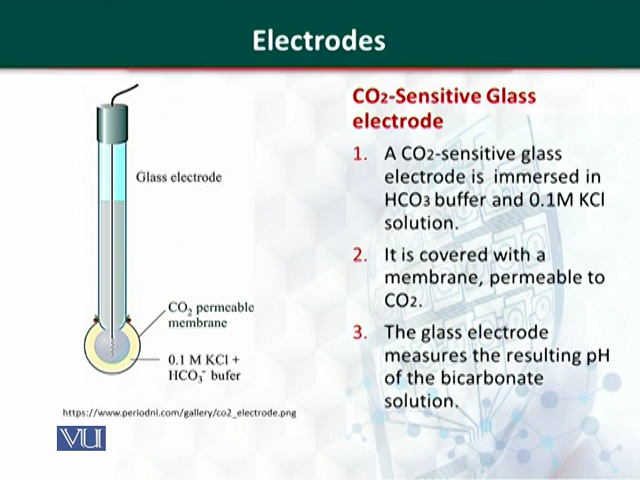 Electrodes
CO2-Sensitive Glass
electrode
1. A CO2-sensitive glass
electrode is immersed in
HCO3 buffer and 0.1M KCl
solution.
2. It is covered with a
membrane, permeable to
CO2.
3. The glass electrode
measures the resulting pH
of the bicarbonate
solution.
Glass electrode
CO₂ permeable
membrane
0.1 M KCl +
HCO₃⁻ bufer
https://www.periodni.com/gallery/co2_electrode.png
VU